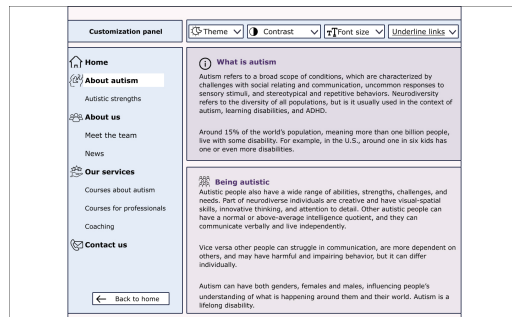 Customization panel
Theme
Contrast
Font size
Underline links
Home
About autism
Autistic strengths
About us
Meet the team
News
Our services
Courses about autism
Courses for professionals
Coaching
Contact us
Back to home
What is autism
Autism refers to a broad scope of conditions, which are characterized by
challenges with social relating and communication, uncommon responses to
sensory stimuli, and stereotypical and repetitive behaviors. Neurodiversity
refers to the diversity of all populations, but is it usually used in the context of
autism, learning disabilities, and ADHD.
Around 15% of the world's population, meaning more than one billion people,
live with some disability. For example, in the U.S., around one in six kids has
one or even more disabilities.
Being autistic
Autistic people also have a wide range of abilities, strengths, challenges, and
needs. Part of neurodiverse individuals are creative and have visual-spatial
skills, innovative thinking, and attention to detail. Other autistic people can
have a normal or above-average intelligence quotient, and they can
communicate verbally and live independently.
Vice versa other people can struggle in communication, are more dependent on
others, and may have harmful and impairing behavior, but it can differ
individually.
Autism can have both genders, females and males, influencing people's
understanding of what is happening around them and their world. Autism is a
lifelong disability.